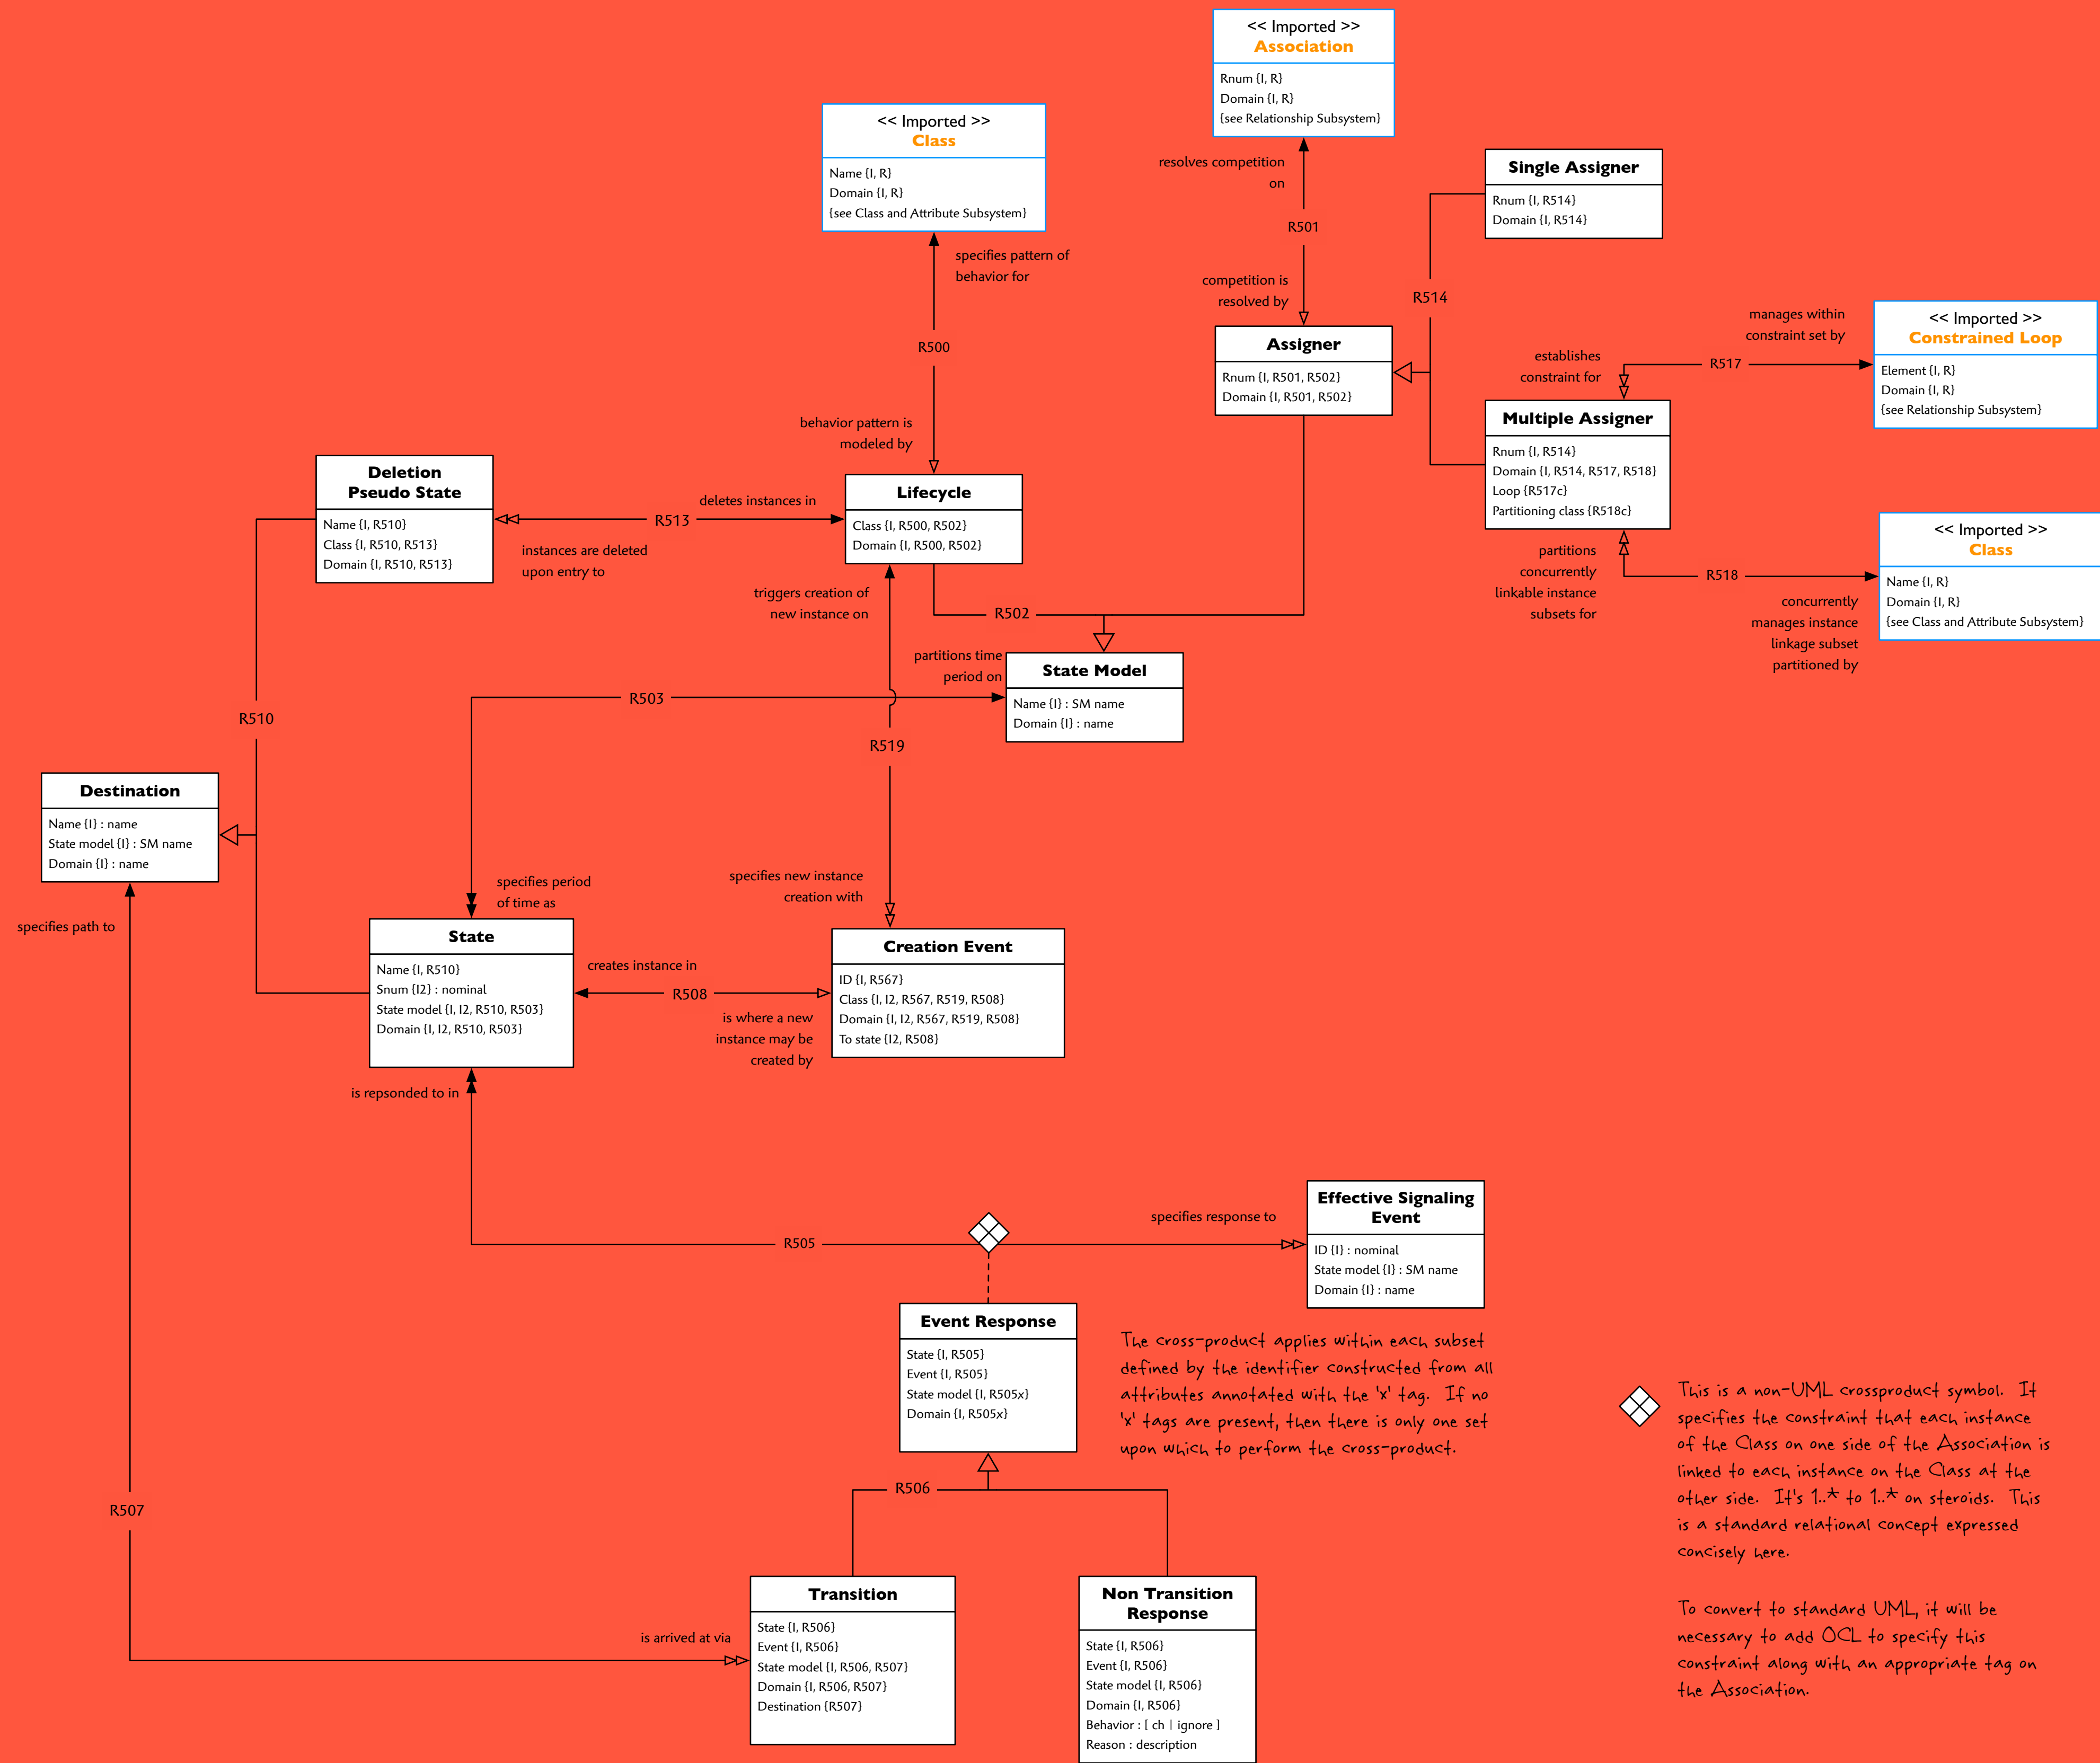 << Imported >>
Association
Rnum {I, R}
Domain {I, R}
{see Relationship Subsystem}
<< Imported >>
Class
Name {I, R}
Domain {I, R}
{see Class and Attribute Subsystem}
resolves competition
on
R501
competition is
resolved by
Single Assigner
Rnum {I, R514}
Domain {I, R514}
specifies pattern of
behavior for
R500
behavior pattern is
modeled by
R514
Assigner
Rnum {I, R501, R502}
Domain {I, R501, R502}
manages within
constraint set by
R517
establishes
constraint for
<< Imported >>
Constrained Loop
Element {I, R}
Domain {I, R}
{see Relationship Subsystem}
Multiple Assigner
Rnum {I, R514}
Domain {I, R514, R517, R518}
Loop {R517c}
Partitioning class {R518c}
Deletion
Pseudo State
Name {I, R510}
Class {I, R510, R513}
Domain {I, R510, R513}
deletes instances in
R513
instances are deleted
upon entry to
Lifecycle
Class {I, R500, R502}
Domain {I, R500, R502}
partitions
concurrently
linkable instance
subsets for
R518
concurrently
manages instance
linkage subset
partitioned by
<< Imported >>
Class
Name {I, R}
Domain {I, R}
{see Class and Attribute Subsystem}
triggers creation of
new instance on
R502
partitions time
period on
State Model
Name {I} : SM name
Domain {I} : name
R503
R510
R519
Destination
Name {I} : name
State model {I} : SM name
Domain {I} : name
specifies path to
specifies period
of time as
specifies new instance
creation with
State
Name {I, R510}
Snum {I2} : nominal
State model {I, I2, R510, R503}
Domain {I, I2, R510, R503}
creates instance in
R508
is where a new
instance may be
created by
Creation Event
ID {I, R567}
Class {I, I2, R567, R519, R508}
Domain {I, I2, R567, R519, R508}
To state {I2, R508}
is repsonded to in
R505
specifies response to
Effective Signaling
Event
ID {I} : nominal
State model {I} : SM name
Domain {I} : name
Event Response
State {I, R505}
Event {I, R505}
State model {I, R505x}
Domain {I, R505x}
The cross-product applies within each subset
defined by the identifier constructed from all
attributes annotated with the 'x' tag. If no
'x' tags are present, then there is only one set
upon which to perform the cross-product.
This is a non-UML crossproduct symbol. It
specifies the constraint that each instance
of the Class on one side of the Association is
linked to each instance on the Class at the
other side. It's 1..* to 1..* on steroids. This
is a standard relational concept expressed
concisely here.
To convert to standard UML, it will be
necessary to add OCL to specify this
constraint along with an appropriate tag on
the Association.
R506
R507
is arrived at via
Transition
State {I, R506}
Event {I, R506}
State model {I, R506, R507}
Domain {I, R506, R507}
Destination {R507}
Non Transition
Response
State {I, R506}
Event {I, R506}
State model {I, R506}
Domain {I, R506}
Behavior : [ ch | ignore ]
Reason : description